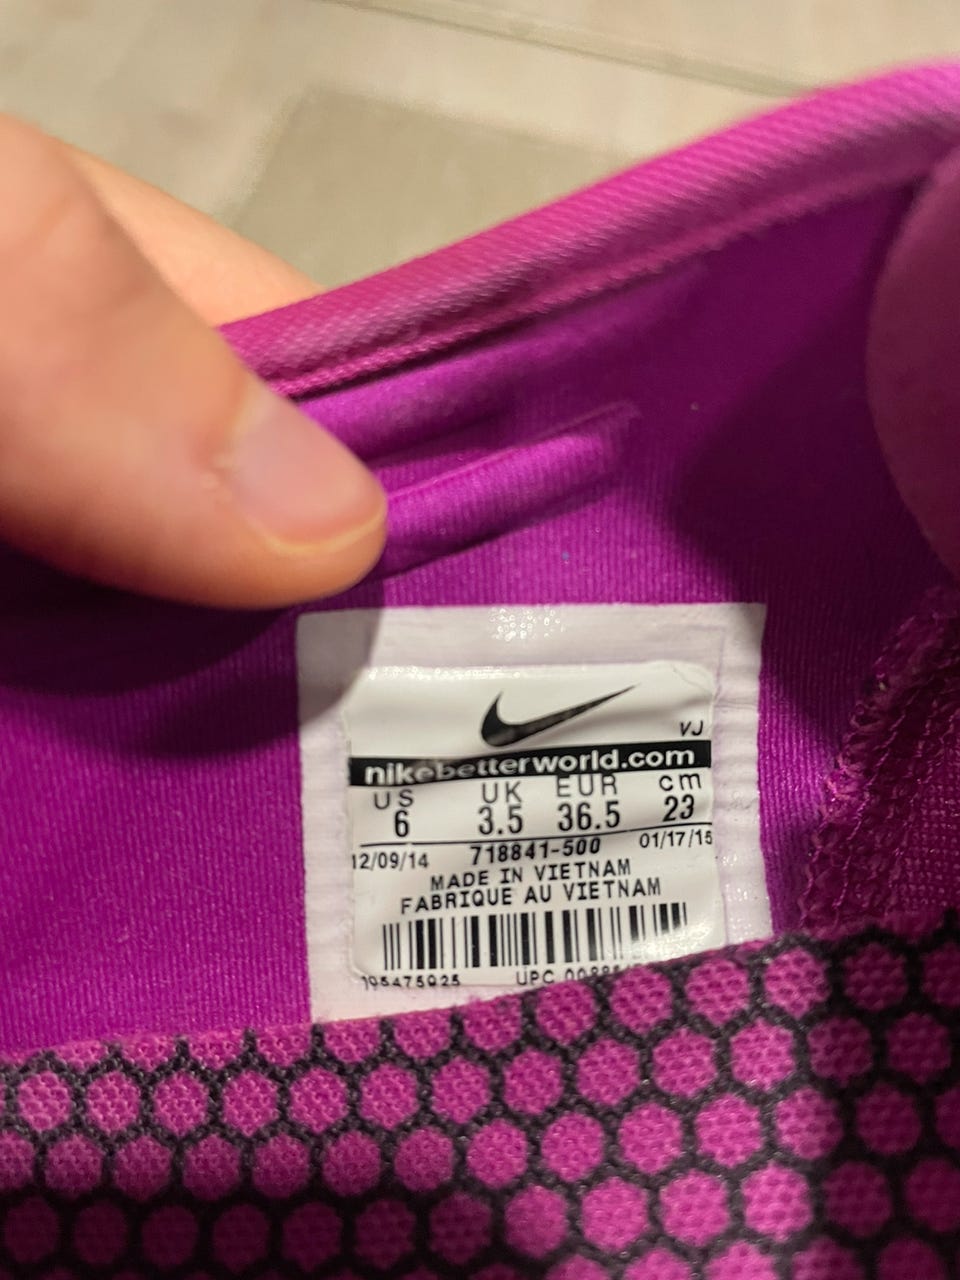 VJ
nikebetterworld.com
US UK EUR cm
6 3.5 36.5 23
12/09/14 718841-500 01/17/15
MADE IN VIETNAM
FABRIQUE AU VIETNAM
UPC